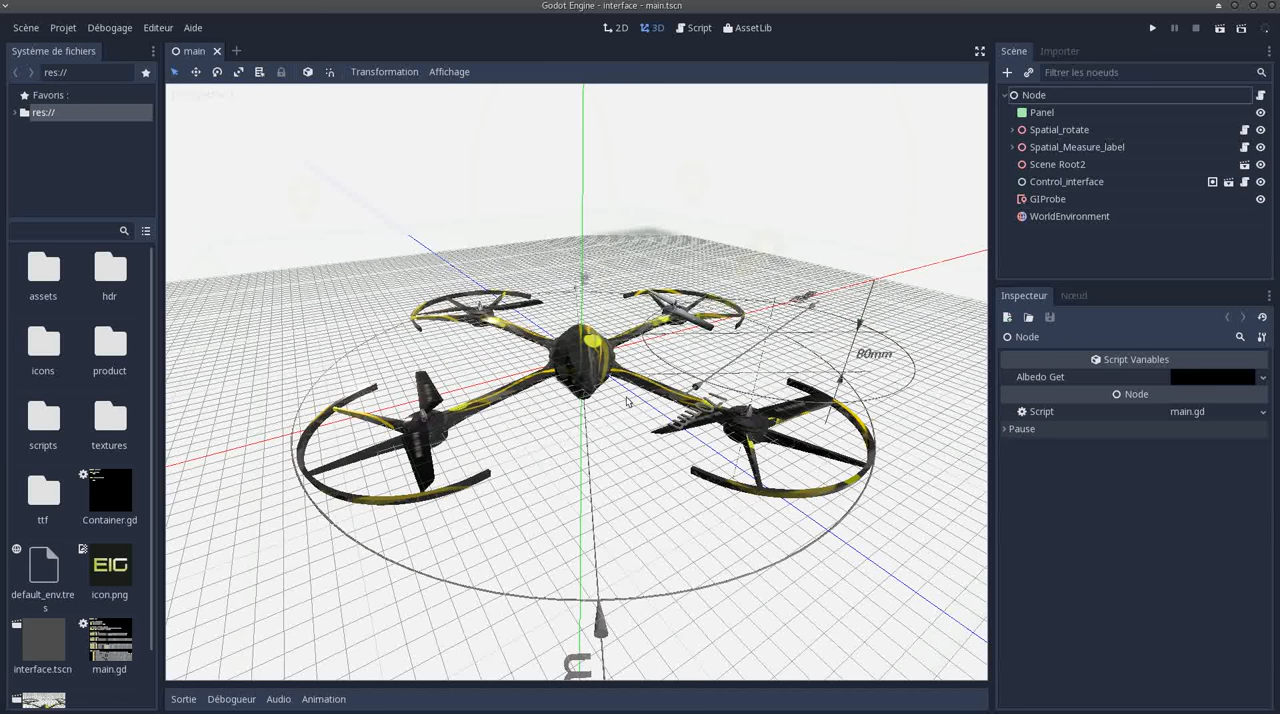 Godot Engine - interface - main.tscn
Scène Projet Débogage Editeur Aide
2D 3D Script AssetLib
Système de fichiers
res://
Favoris :
res://
assets hdr
icons product
scripts textures
ttf Container.gd
EIG
default_env.tre
s
icon.png
interface.tscn main.gd
main
Transformation Affichage
80mm
Sortie Débogueur Audio Animation
Scène Importer
Filtrer les noeuds
Node
Panel
Spatial_rotate
Spatial_Measure_label
Scene Root2
Control_interface
GIProbe
WorldEnvironment
Inspecteur Nœud
Node
Script Variables
Albedo Get
Node
Script main.gd
Pause